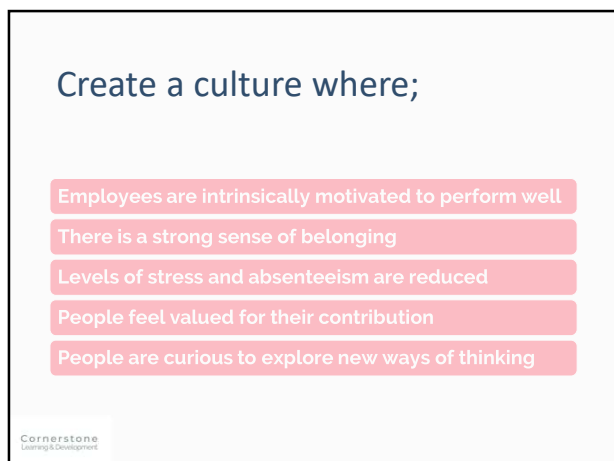 Create a culture where;
Employees are intrinsically motivated to perform well
There is a strong sense of belonging
Levels of stress and absenteeism are reduced
People feel valued for their contribution
People are curious to explore new ways of thinking
Cornerstone
Learning & Development